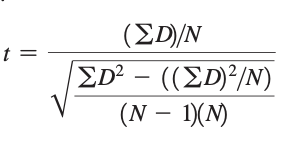 t = (ΣD)/N
√ ΣD² − ((ΣD)²/N)
(N − 1)(N)